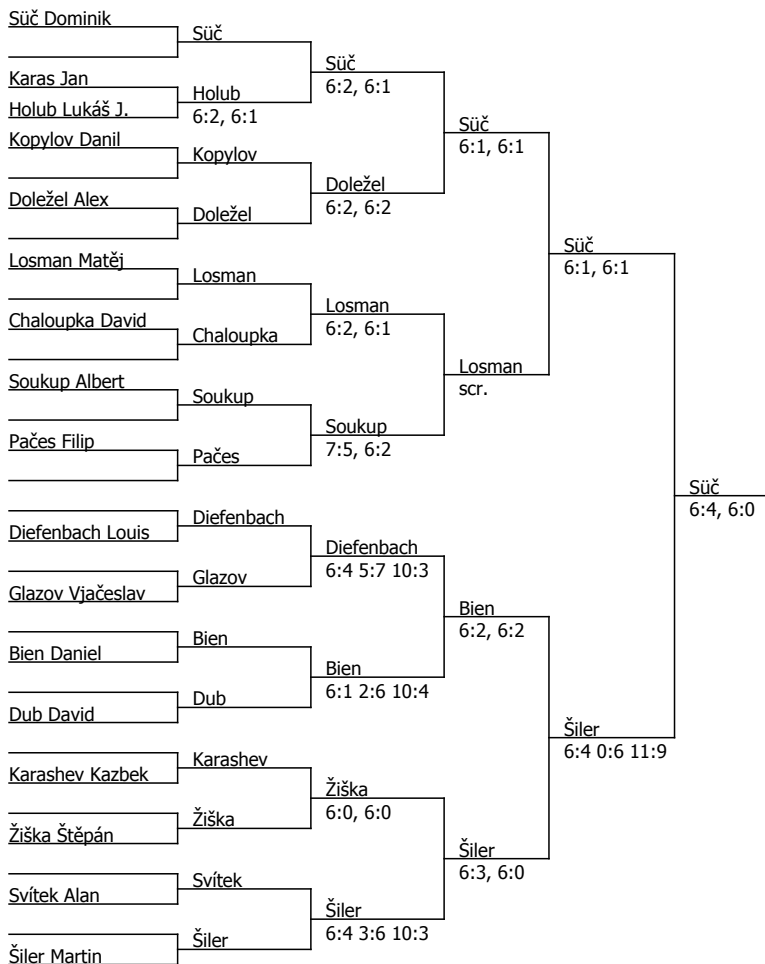 Süč Dominik
Karas Jan
Holub Lukáš J.
Kopylov Danil
Doležel Alex
Losman Matěj
Chaloupka David
Soukup Albert
Pačes Filip
Diefenbach Louis
Glazov Vjačeslav
Bien Daniel
Dub David
Karashev Kazbek
Žiška Štěpán
Svítek Alan
Šiler Martin
Süč
Holub
6:2, 6:1
Kopylov
Doležel
Losman
Chaloupka
Soukup
Pačes
Diefenbach
Glazov
Bien
Dub
Karashev
Žiška
Svítek
Šiler
Süč
6:2, 6:1
Doležel
6:2, 6:2
Losman
6:2, 6:1
Soukup
7:5, 6:2
Diefenbach
6:4 5:7 10:3
Bien
6:1 2:6 10:4
Žiška
6:0, 6:0
Šiler
6:4 3:6 10:3
Süč
6:1, 6:1
Losman
scr.
Bien
6:2, 6:2
Šiler
6:3, 6:0
Süč
6:1, 6:1
Šiler
6:4 0:6 11:9
Süč
6:4, 6:0